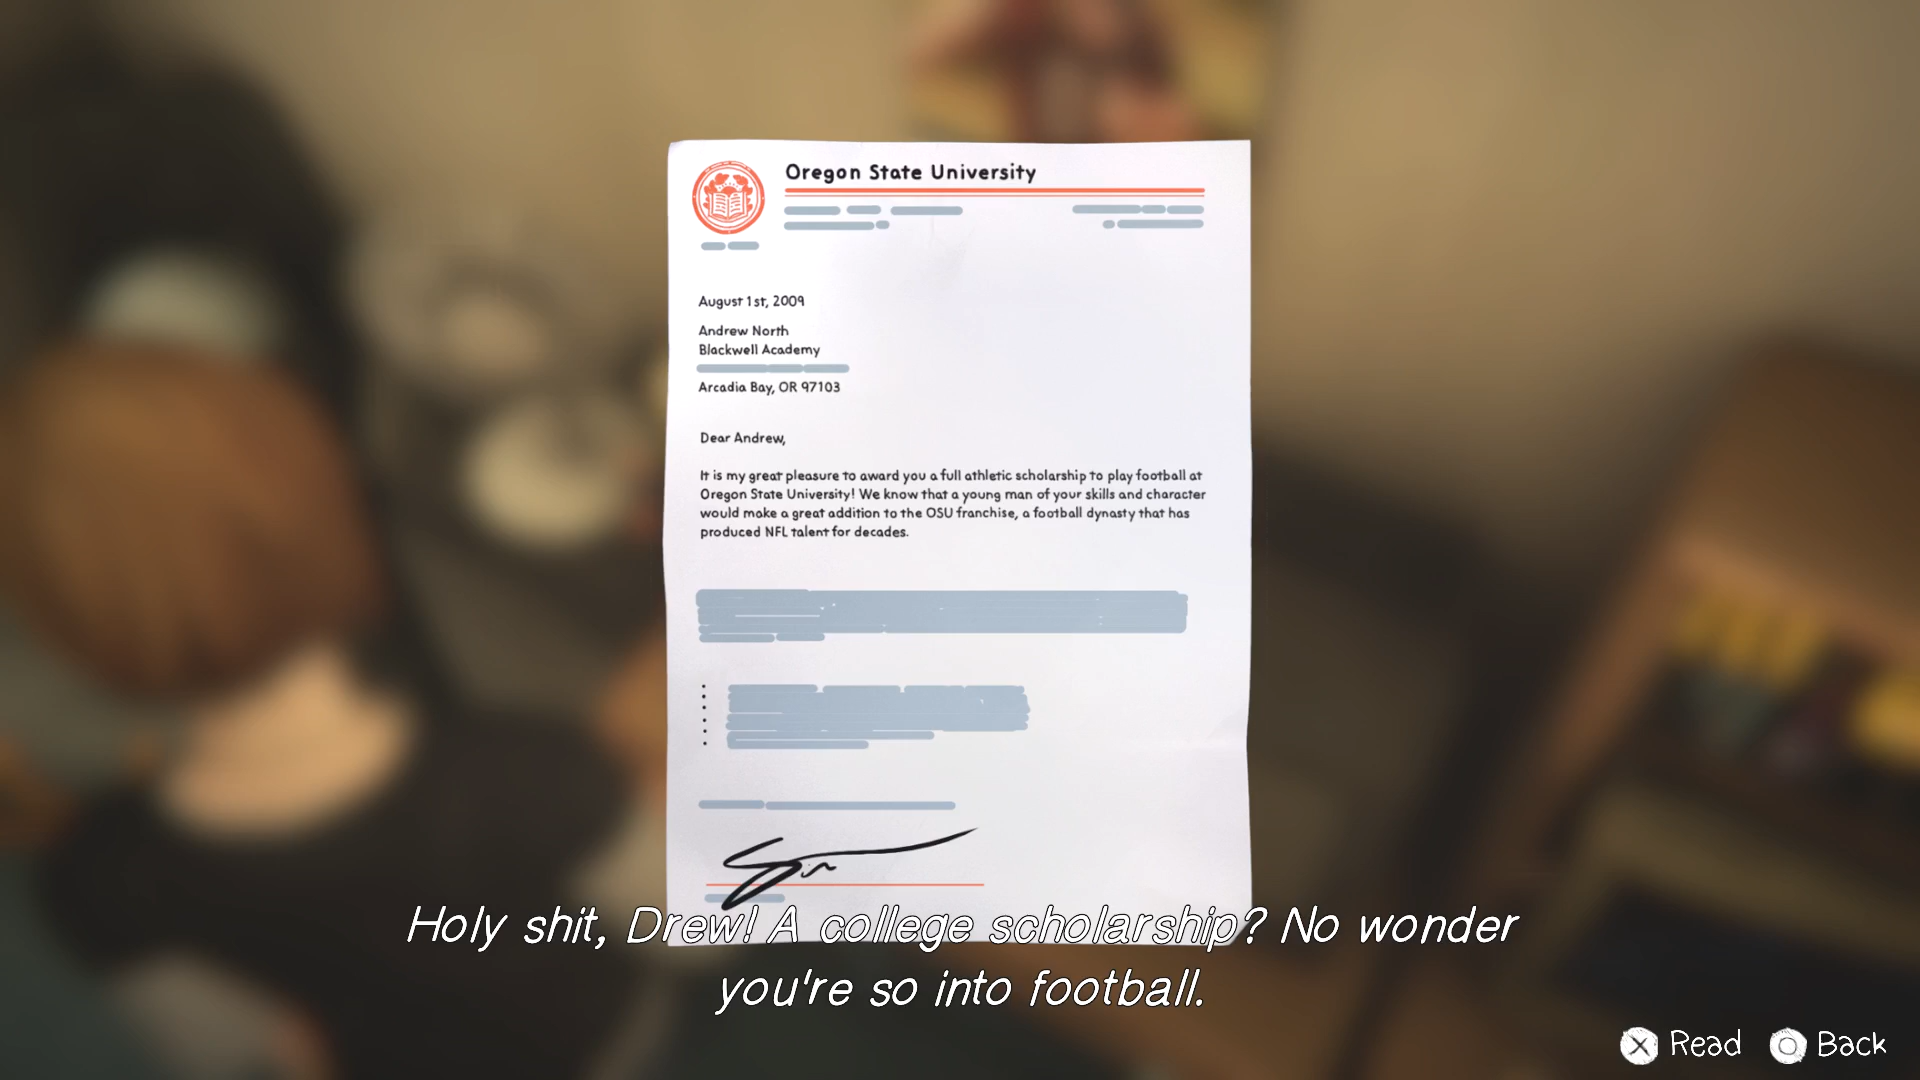 Oregon State University
August 1st, 2009
Andrew North
Blackwell Academy
Arcadia Bay, OR 97103
Dear Andrew,
It is my great pleasure to award you a full athletic scholarship to play football at
Oregon State University! We know that a young man of your skills and character
would make a great addition to the OSU franchise, a football dynasty that has
produced NFL talent for decades.
Holy shit, Drew! A college scholarship? No wonder
you're so into football.
Read Back